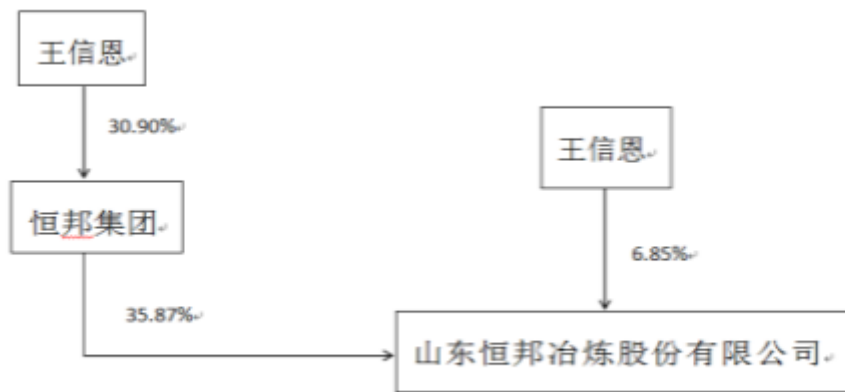 王信恩
30.90%
王信恩
恒邦集团
6.85%
35.87%
山东恒邦冶炼股份有限公司